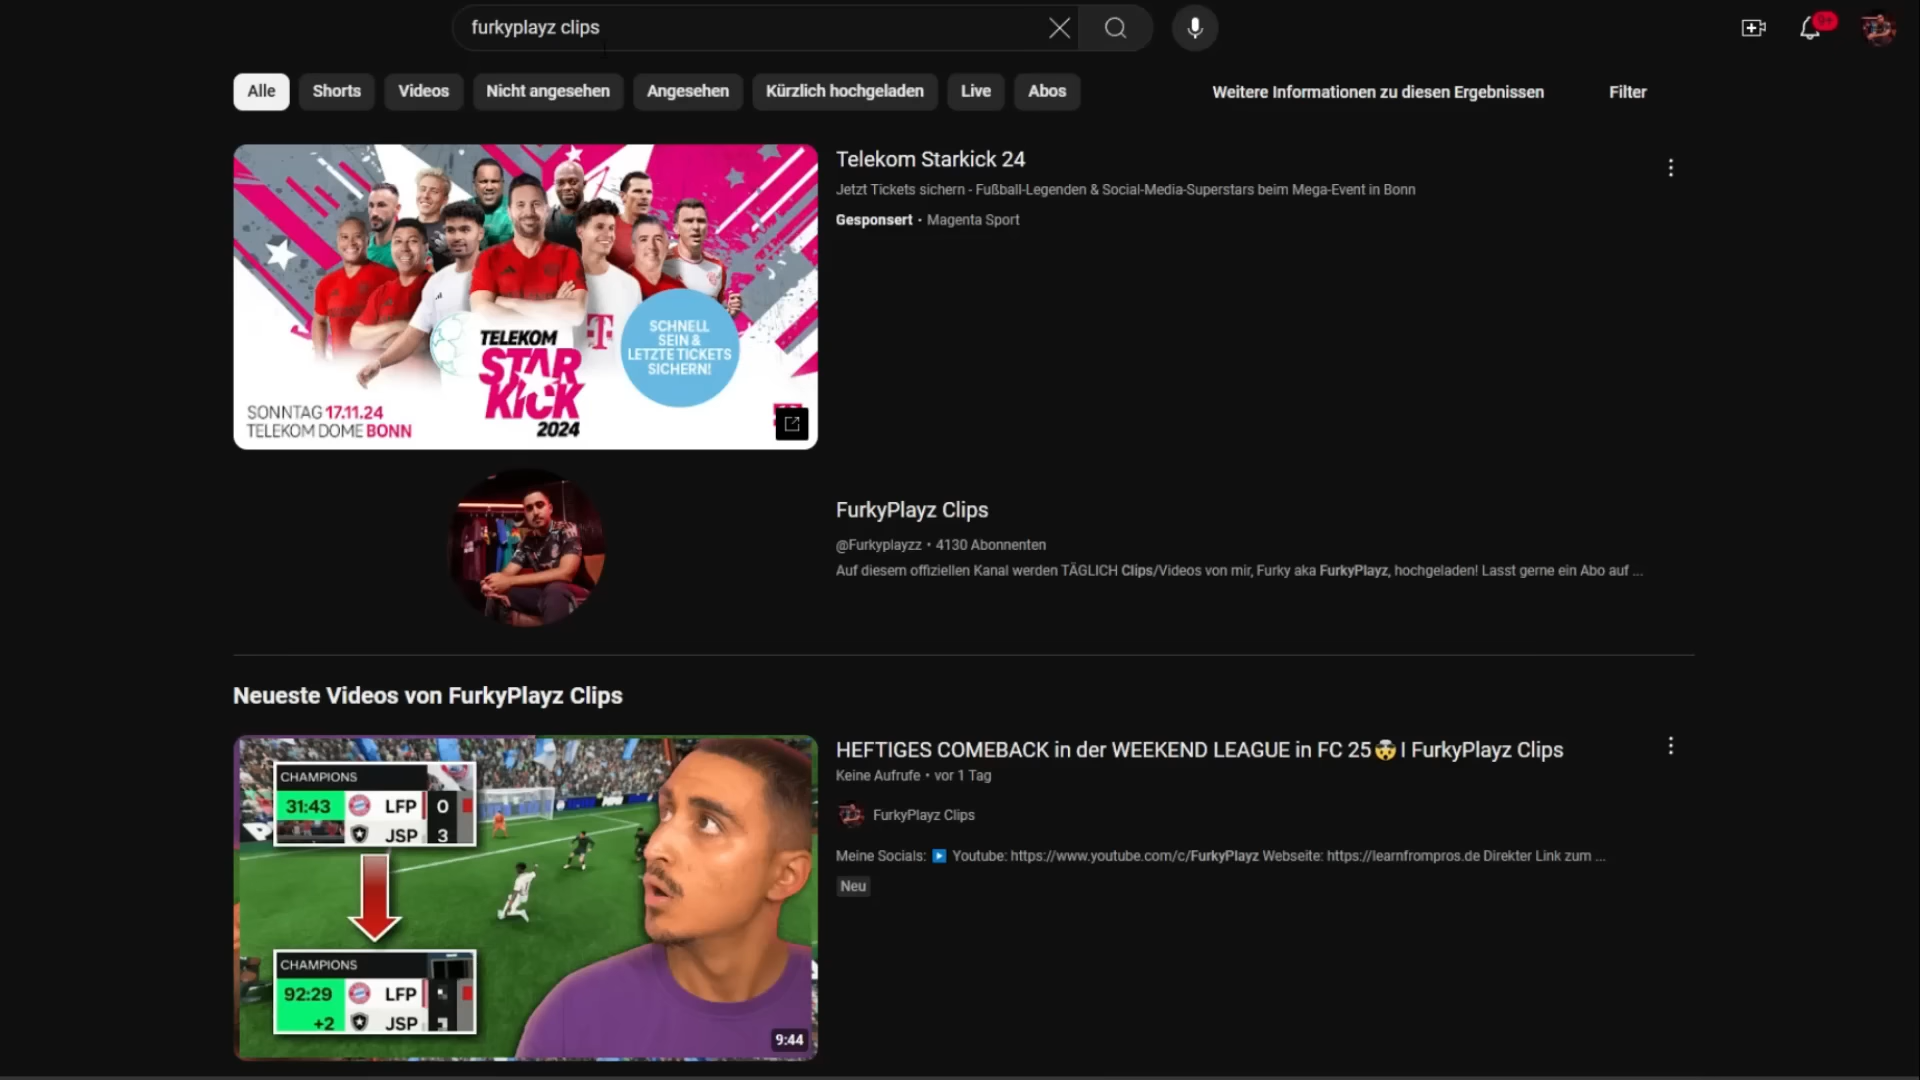 furkyplayz clips
9+
Alle
Shorts
Videos
Nicht angesehen
Angesehen
Kürzlich hochgeladen
Live
Abos
Weitere Informationen zu diesen Ergebnissen
Filter
TELEKOM
STAR
KICK
2024
T
SCHNELL
SEIN &
LETZTE TICKETS
SICHERN!
SONNTAG 17.11.24
TELEKOM DOME BONN
Telekom Starkick 24
Jetzt Tickets sichern - Fußball-Legenden & Social-Media-Superstars beim Mega-Event in Bonn
Gesponsert • Magenta Sport
FurkyPlayz Clips
@Furkyplayzz • 4130 Abonnenten
Auf diesem offiziellen Kanal werden TÄGLICH Clips/Videos von mir, Furky aka FurkyPlayz, hochgeladen! Lasst gerne ein Abo auf ...
Neueste Videos von FurkyPlayz Clips
CHAMPIONS
31:43 LFP 0
JSP 3
CHAMPIONS
92:29 LFP
+2 JSP
9:44
HEFTIGES COMEBACK in der WEEKEND LEAGUE in FC 25🤯 I FurkyPlayz Clips
Keine Aufrufe • vor 1 Tag
FurkyPlayz Clips
Meine Socials: ▶️ Youtube: https://www.youtube.com/c/FurkyPlayz Webseite: https://learnfrompros.de Direkter Link zum ...
Neu